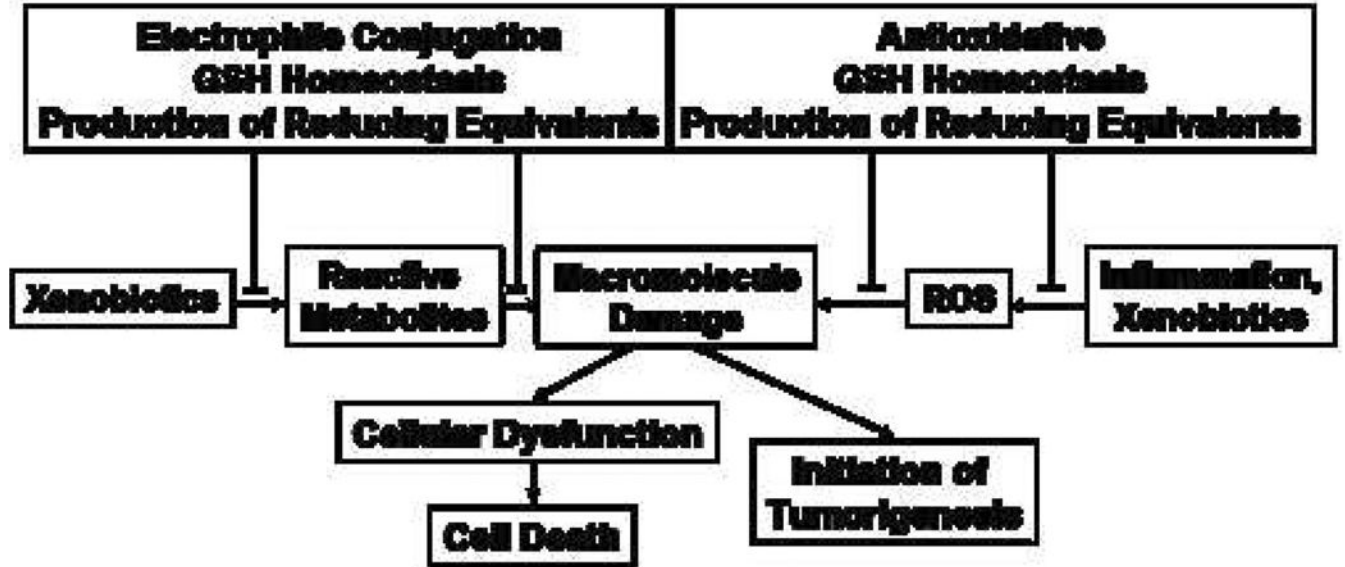 Electrophile Conjugation
GSH Homeostasis
Production of Reducing Equivalents
Antioxidative
GSH Homeostasis
Production of Reducing Equivalents
Xenobiotics
Reactive
Metabolites
Macromolecule
Damage
ROS
Inflammation,
Xenobiotics
Cellular Dysfunction
Initiation of
Tumorigenesis
Cell Death